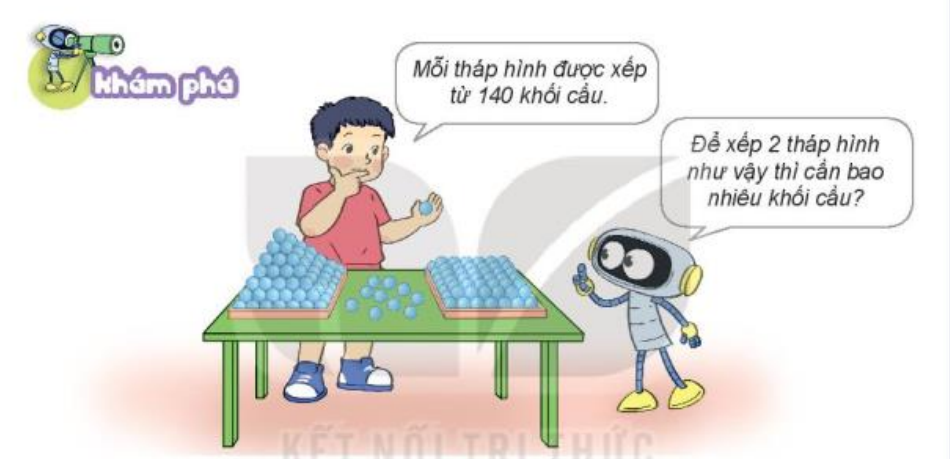 khám phá
Mỗi tháp hình được xếp
từ 140 khối cầu.
Để xếp 2 tháp hình
như vậy thì cần bao
nhiêu khối cầu?
KẾT NỐI TRI THỨC